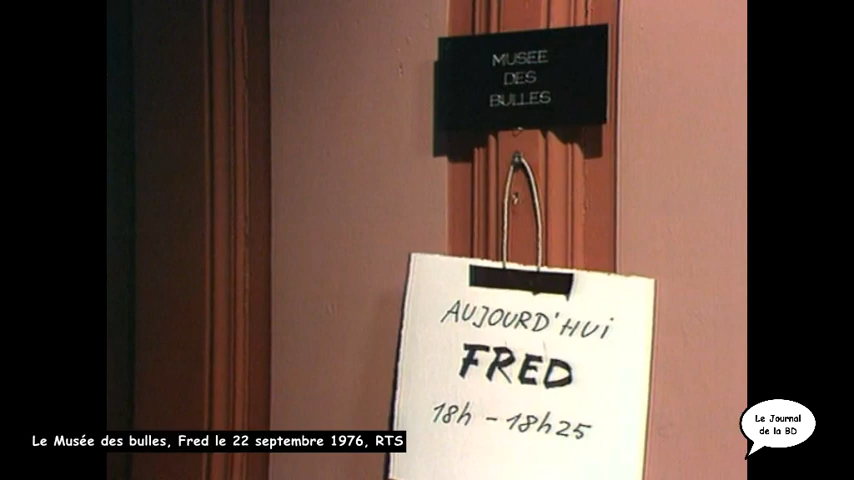 MUSEE
DES
BULLES
AUJOURD'HUI
FRED
18h - 18h25
Le Musée des bulles, Fred le 22 septembre 1976, RTS
Le Journal
de la BD